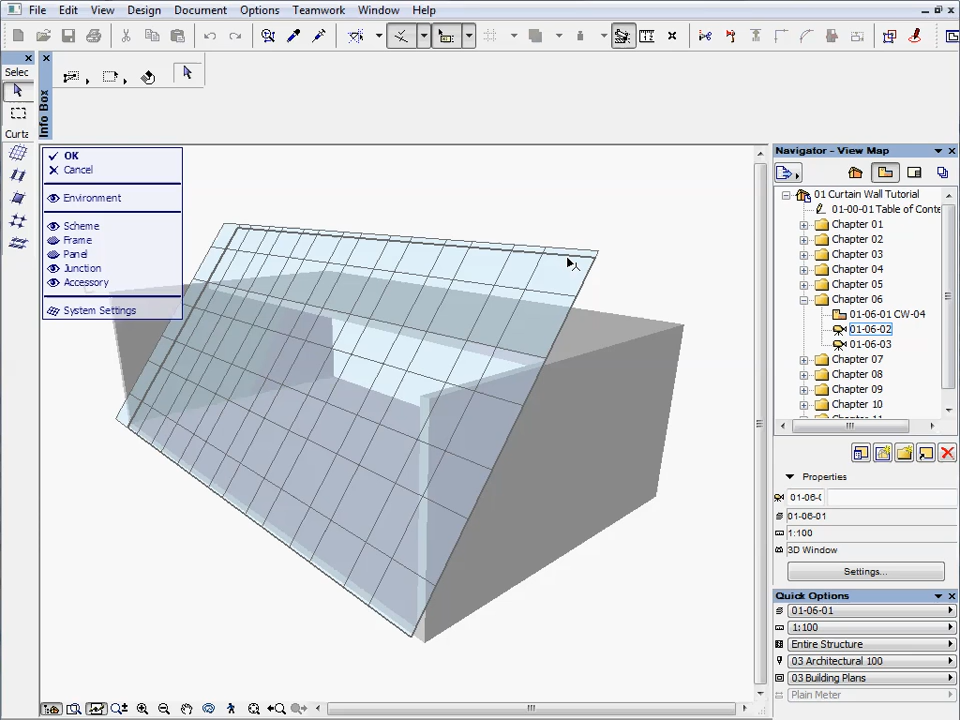 File Edit View Design Document Options Teamwork Window Help
Selec
Info Box
Curta
OK
Cancel
Environment
Scheme
Frame
Panel
Junction
Accessory
System Settings
Navigator - View Map
01 Curtain Wall Tutorial
01-00-01 Table of Conte
Chapter 01
Chapter 02
Chapter 03
Chapter 04
Chapter 05
Chapter 06
01-06-01 CW-04
01-06-02
01-06-03
Chapter 07
Chapter 08
Chapter 09
Chapter 10
Properties
01-06-(
01-06-01
1:100
3D Window
Settings...
Quick Options
01-06-01
1:100
Entire Structure
03 Architectural 100
03 Building Plans
Plain Meter